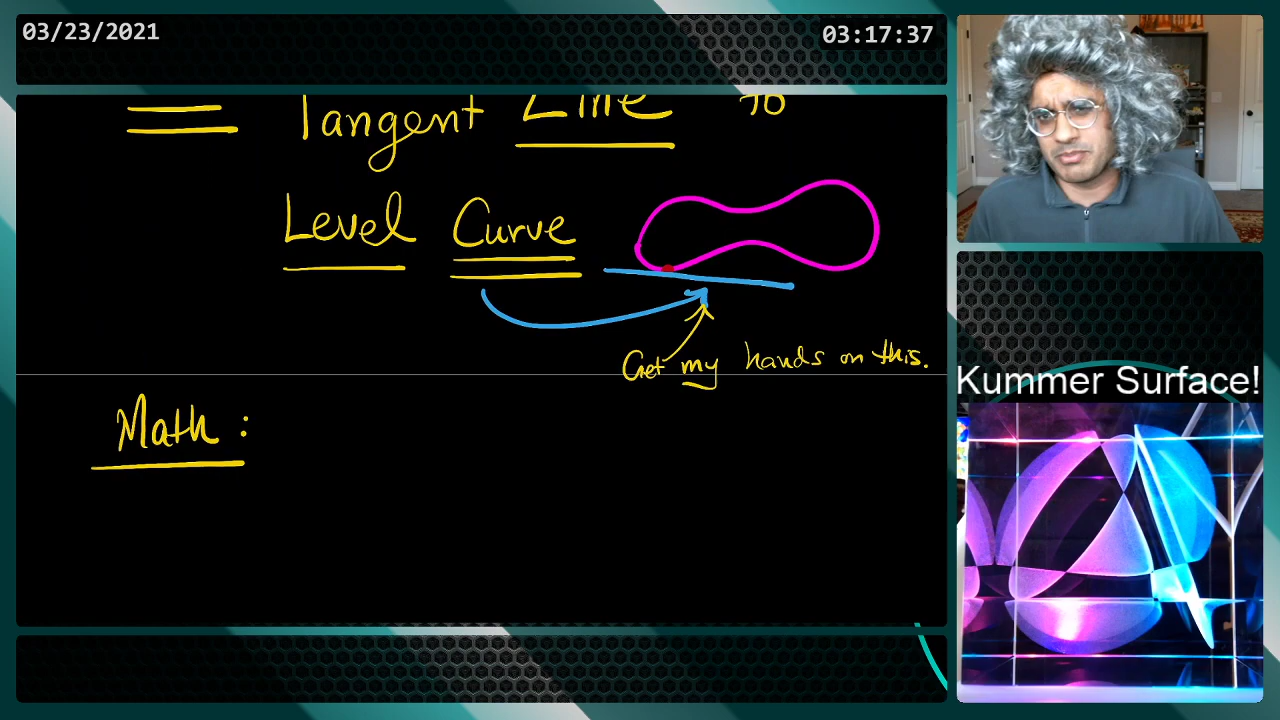 03/23/2021
03:17:37
Tangent Line to
Level Curve
Get my hands on this.
Math:
Kummer Surface!